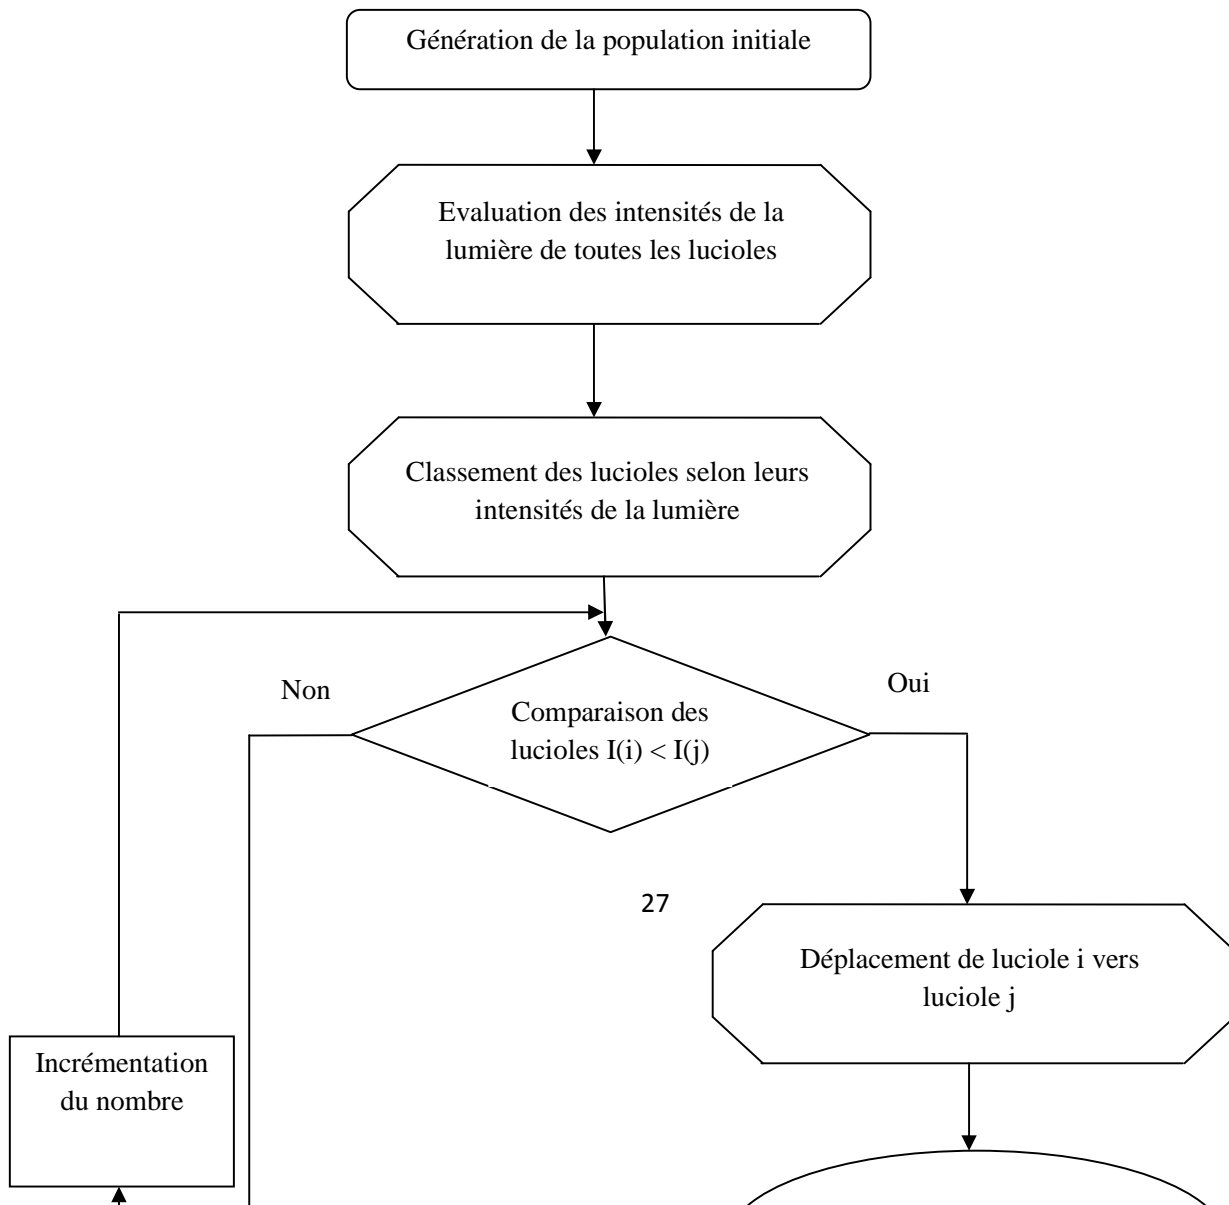 Génération de la population initiale
Evaluation des intensités de la
lumière de toutes les lucioles
Classement des lucioles selon leurs
intensités de la lumière
Non
Oui
Comparaison des
lucioles I(i) < I(j)
27
Déplacement de luciole i vers
luciole j
Incrémentation
du nombre